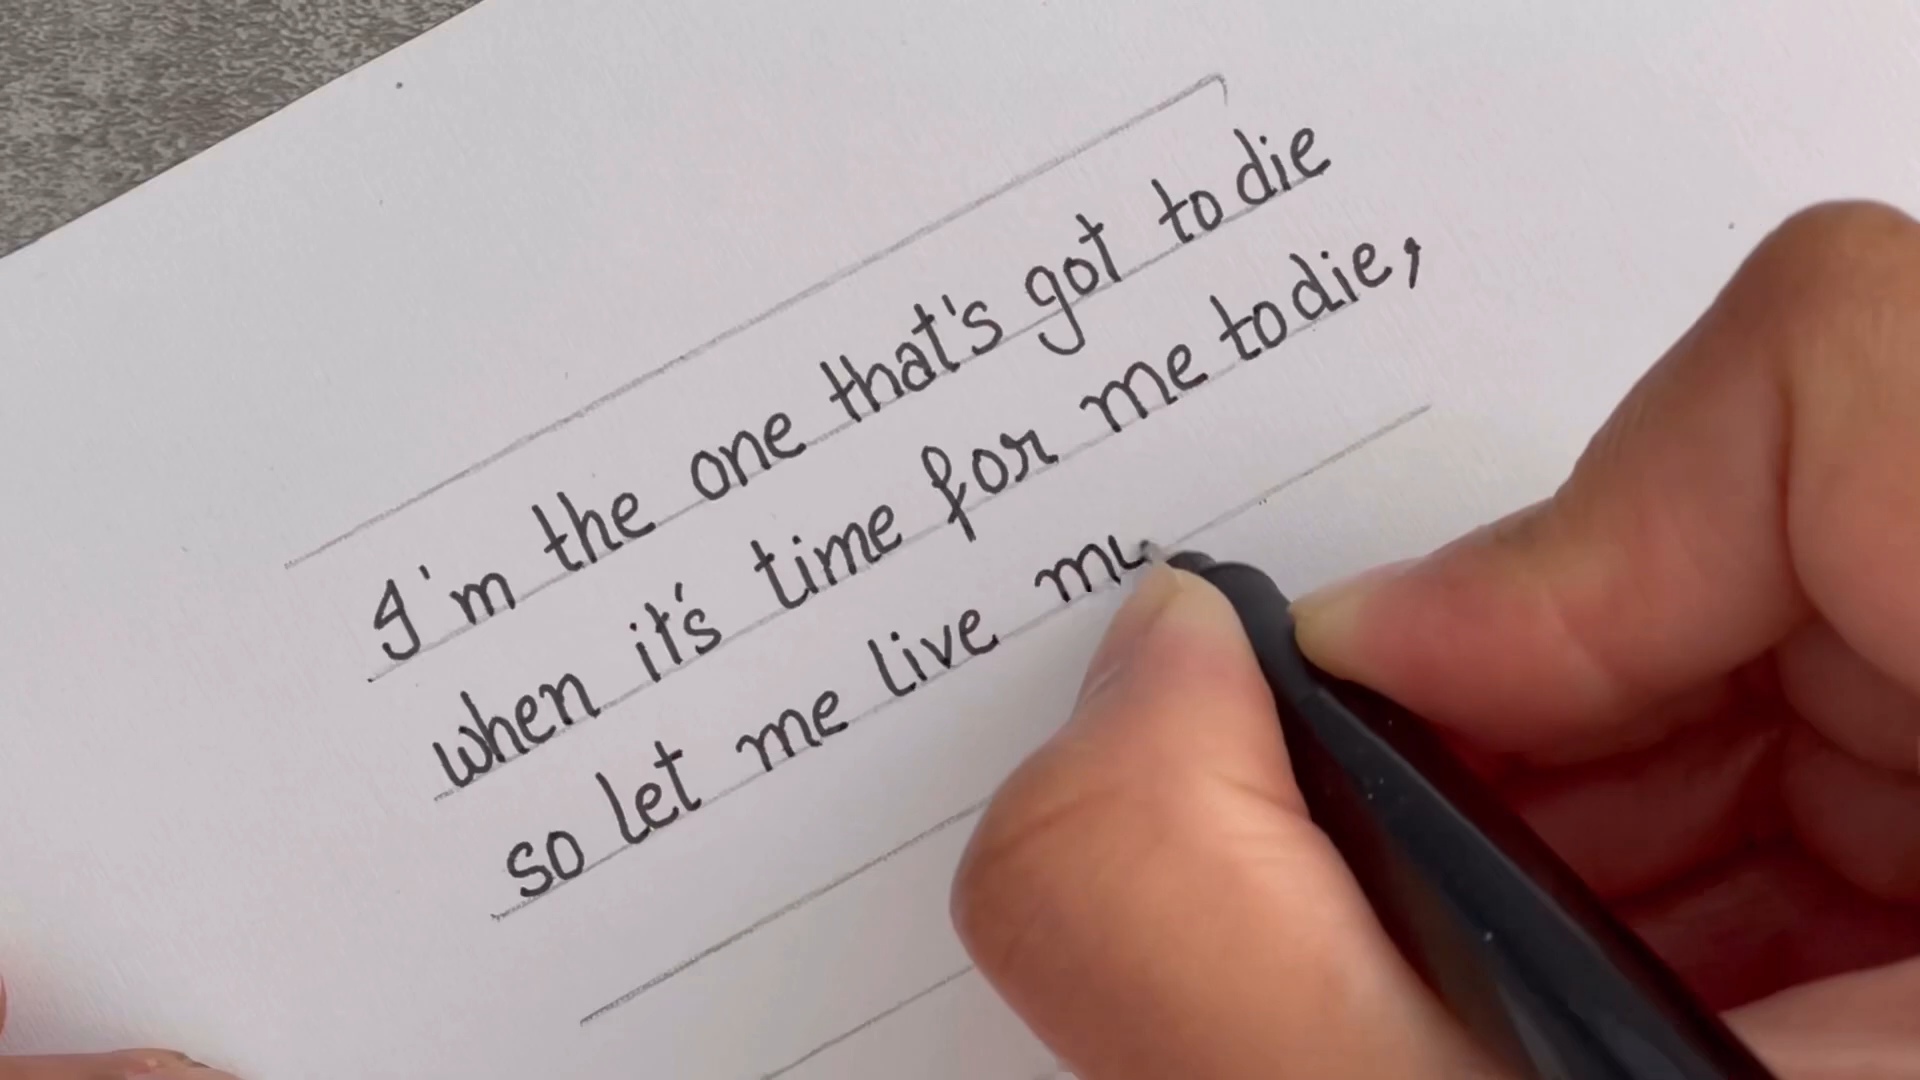 I'm the one that's got to die
when it's time for me to die,
so let me live